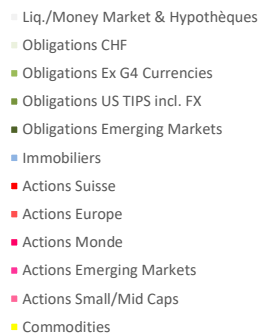 Liq./Money Market & Hypothèques
Obligations CHF
Obligations Ex G4 Currencies
Obligations US TIPS incl. FX
Obligations Emerging Markets
Immobiliers
Actions Suisse
Actions Europe
Actions Monde
Actions Emerging Markets
Actions Small/Mid Caps
Commodities